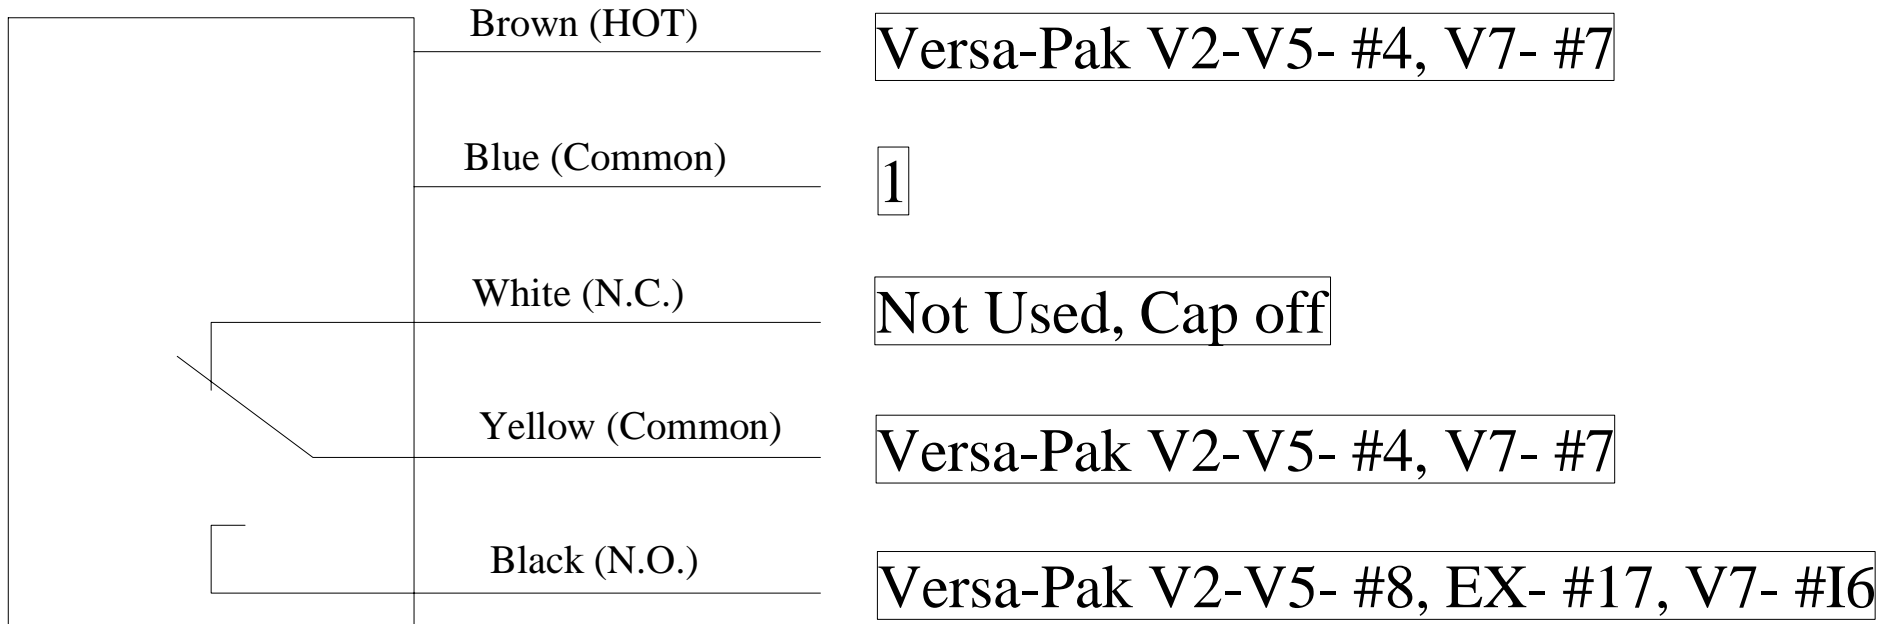 Brown (HOT)
Versa-Pak V2-V5- #4, V7- #7
Blue (Common)
1
White (N.C.)
Not Used, Cap off
Yellow (Common)
Versa-Pak V2-V5- #4, V7- #7
Black (N.O.)
Versa-Pak V2-V5- #8, EX- #17, V7- #I6